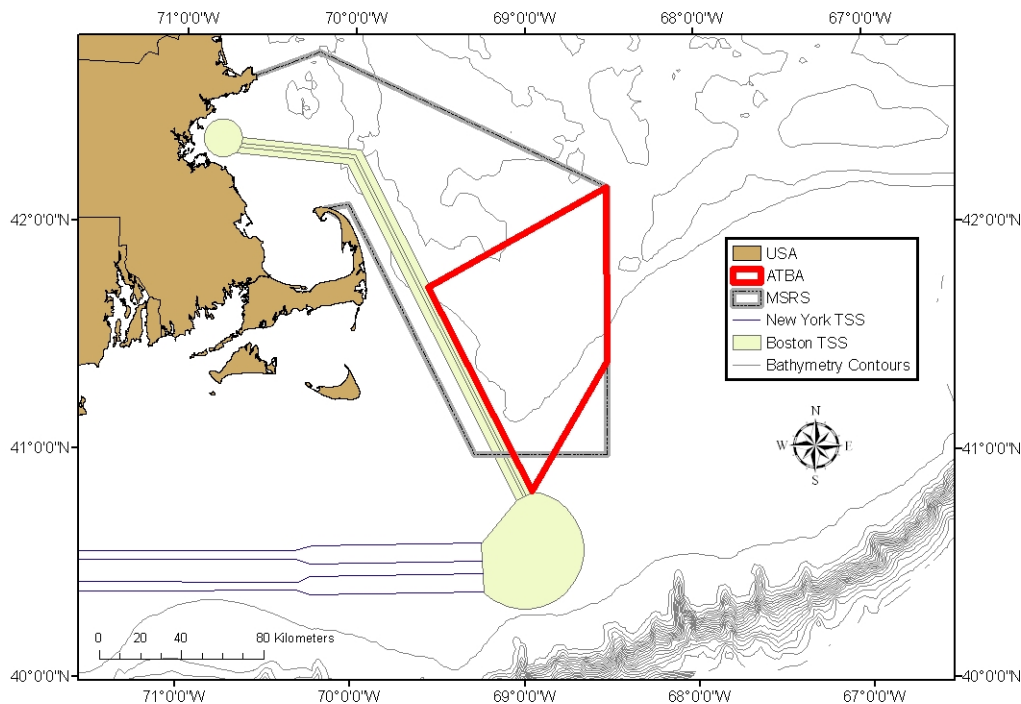 71°0'0"W 70°0'0"W 69°0'0"W 68°0'0"W 67°0'0"W
42°0'0"N 42°0'0"N
USA
ATBA
MSRS
New York TSS
Boston TSS
Bathymetry Contours
N
W E
S
41°0'0"N 41°0'0"N
0 20 40 80 Kilometers
40°0'0"N 40°0'0"N
71°0'0"W 70°0'0"W 69°0'0"W 68°0'0"W 67°0'0"W